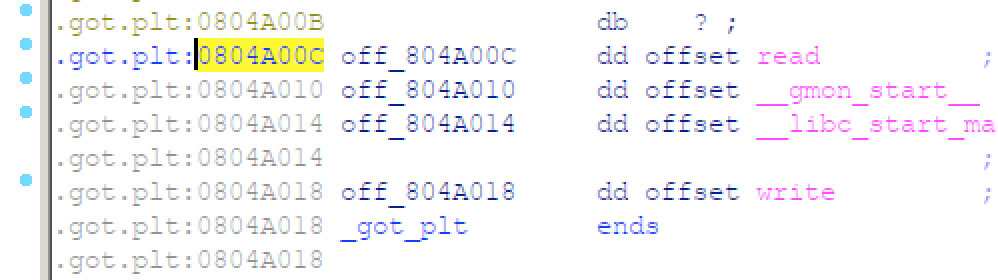 .got.plt:0804A00B db ? ;
.got.plt:0804A00C off_804A00C dd offset read ;
.got.plt:0804A010 off_804A010 dd offset __gmon_start__
.got.plt:0804A014 off_804A014 dd offset __libc_start_ma
.got.plt:0804A014 ;
.got.plt:0804A018 off_804A018 dd offset write ;
.got.plt:0804A018 _got_plt ends
.got.plt:0804A018